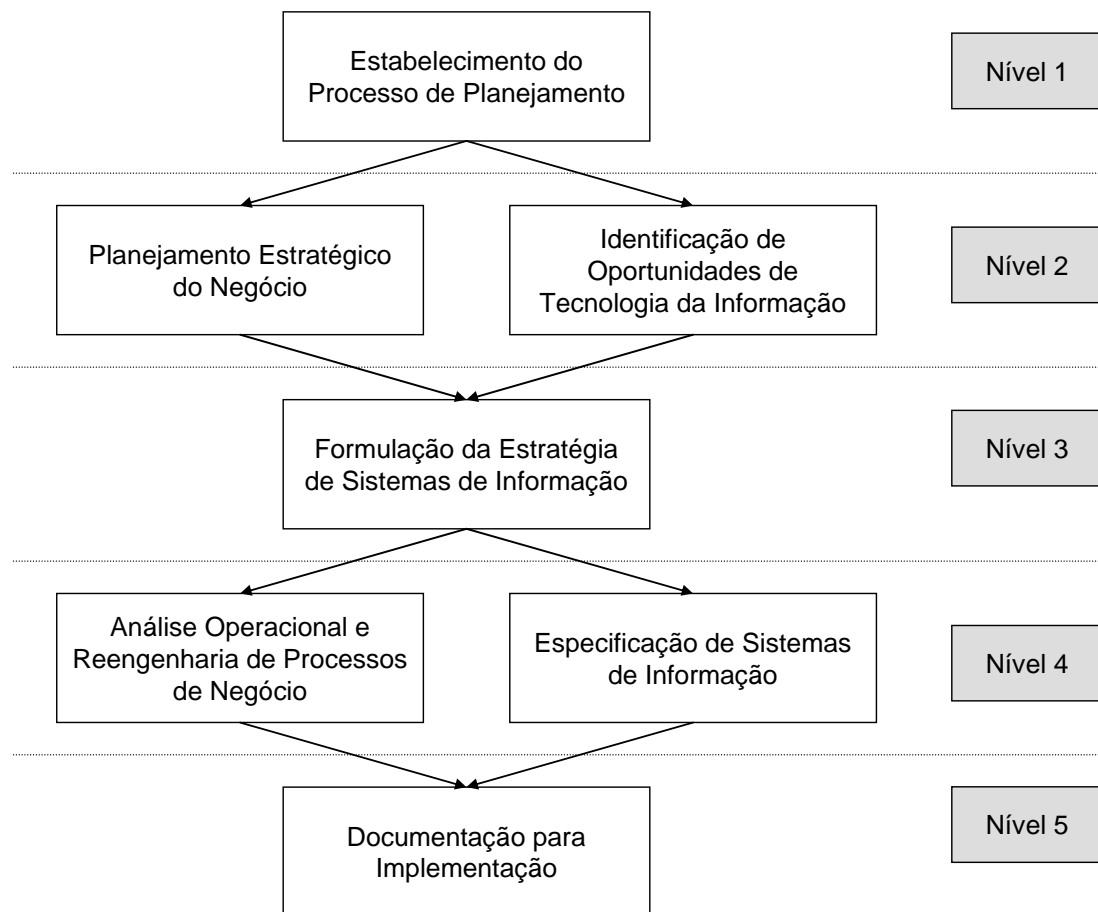 Estabelecimento do
Processo de Planejamento
Nível 1
Planejamento Estratégico
do Negócio
Identificação de
Oportunidades de
Tecnologia da Informação
Nível 2
Formulação da Estratégia
de Sistemas de Informação
Nível 3
Análise Operacional e
Reengenharia de Processos
de Negócio
Especificação de Sistemas
de Informação
Nível 4
Documentação para
Implementação
Nível 5